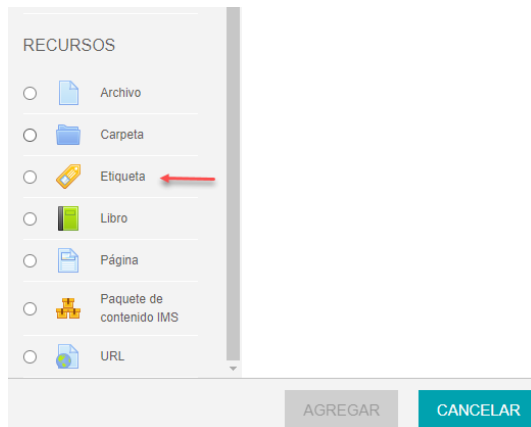 RECURSOS
Archivo
Carpeta
Etiqueta
Libro
Página
Paquete de
contenido IMS
URL
AGREGAR
CANCELAR